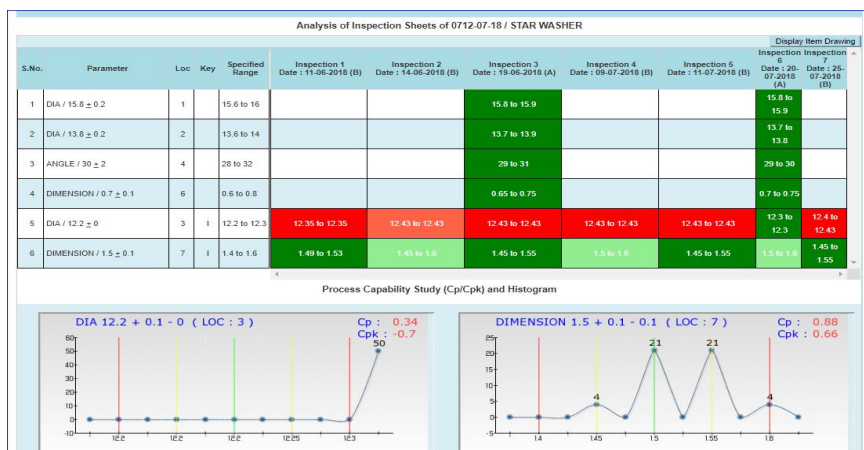 Analysis of Inspection Sheets of 0712-07-18 / STAR WASHER
Display Item Drawing
S.No. Parameter Loc Key Specified Range Inspection 1 Date : 11-06-2018 (B) Inspection 2 Date : 14-06-2018 (B) Inspection 3 Date : 19-06-2018 (A) Inspection 4 Date : 09-07-2018 (B) Inspection 5 Date : 11-07-2018 (B) Inspection 6 Date : 20-07-2018 (A) Inspection 7 Date : 25-07-2018 (B)
1 DIA / 15.8 ± 0.2 1 15.6 to 16 15.8 to 15.9 15.8 to 15.9
2 DIA / 13.8 ± 0.2 2 13.6 to 14 13.7 to 13.9 13.7 to 13.8
3 ANGLE / 30 ± 2 4 28 to 32 29 to 31 29 to 30
4 DIMENSION / 0.7 ± 0.1 6 0.6 to 0.8 0.65 to 0.75 0.7 to 0.75
5 DIA / 12.2 ± 0 3 I 12.2 to 12.3 12.35 to 12.35 12.43 to 12.43 12.43 to 12.43 12.43 to 12.43 12.43 to 12.43 12.3 to 12.3 12.4 to 12.43
6 DIMENSION / 1.5 ± 0.1 7 I 1.4 to 1.6 1.49 to 1.53 1.45 to 1.6 1.45 to 1.55 1.5 to 1.6 1.45 to 1.55 1.5 to 1.6 1.45 to 1.55
Process Capability Study (Cp/Cpk) and Histogram
DIA 12.2 + 0.1 - 0 ( LOC : 3 ) Cp : 0.34
Cpk : -0.7
50
60
50
40
30
20
10
0
-10
12.2 12.2 12.2 12.25 12.3
DIMENSION 1.5 + 0.1 - 0.1 ( LOC : 7 ) Cp : 0.88
Cpk : 0.66
25
20
15
10
5
0
-5
4 21 21 4
1.4 1.45 1.5 1.55 1.6